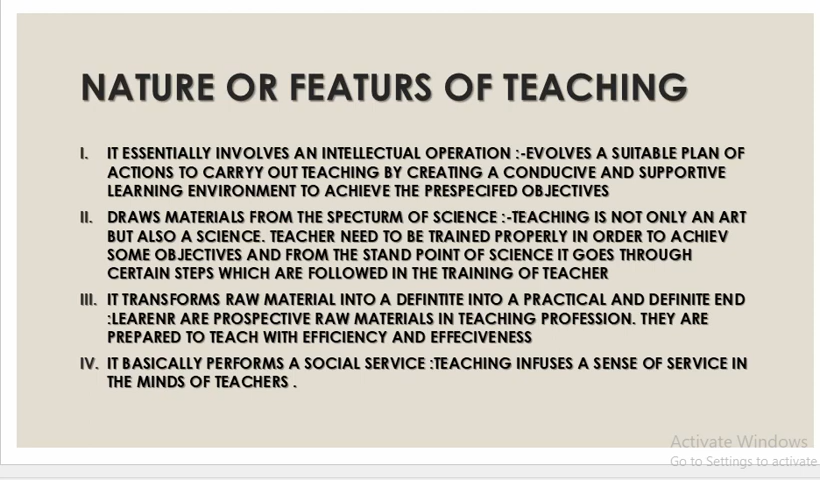 NATURE OR FEATURS OF TEACHING
I. IT ESSENTIALLY INVOLVES AN INTELLECTUAL OPERATION :-EVOLVES A SUITABLE PLAN OF
ACTIONS TO CARRYY OUT TEACHING BY CREATING A CONDUCIVE AND SUPPORTIVE
LEARNING ENVIRONMENT TO ACHIEVE THE PRESPECIFED OBJECTIVES
II. DRAWS MATERIALS FROM THE SPECTURM OF SCIENCE :-TEACHING IS NOT ONLY AN ART
BUT ALSO A SCIENCE. TEACHER NEED TO BE TRAINED PROPERLY IN ORDER TO ACHIEV
SOME OBJECTIVES AND FROM THE STAND POINT OF SCIENCE IT GOES THROUGH
CERTAIN STEPS WHICH ARE FOLLOWED IN THE TRAINING OF TEACHER
III. IT TRANSFORMS RAW MATERIAL INTO A DEFINTITE INTO A PRACTICAL AND DEFINITE END
:LEARENR ARE PROSPECTIVE RAW MATERIALS IN TEACHING PROFESSION. THEY ARE
PREPARED TO TEACH WITH EFFICIENCY AND EFFECIVENESS
IV. IT BASICALLY PERFORMS A SOCIAL SERVICE :TEACHING INFUSES A SENSE OF SERVICE IN
THE MINDS OF TEACHERS .
Activate Windows
Go to Settings to activate